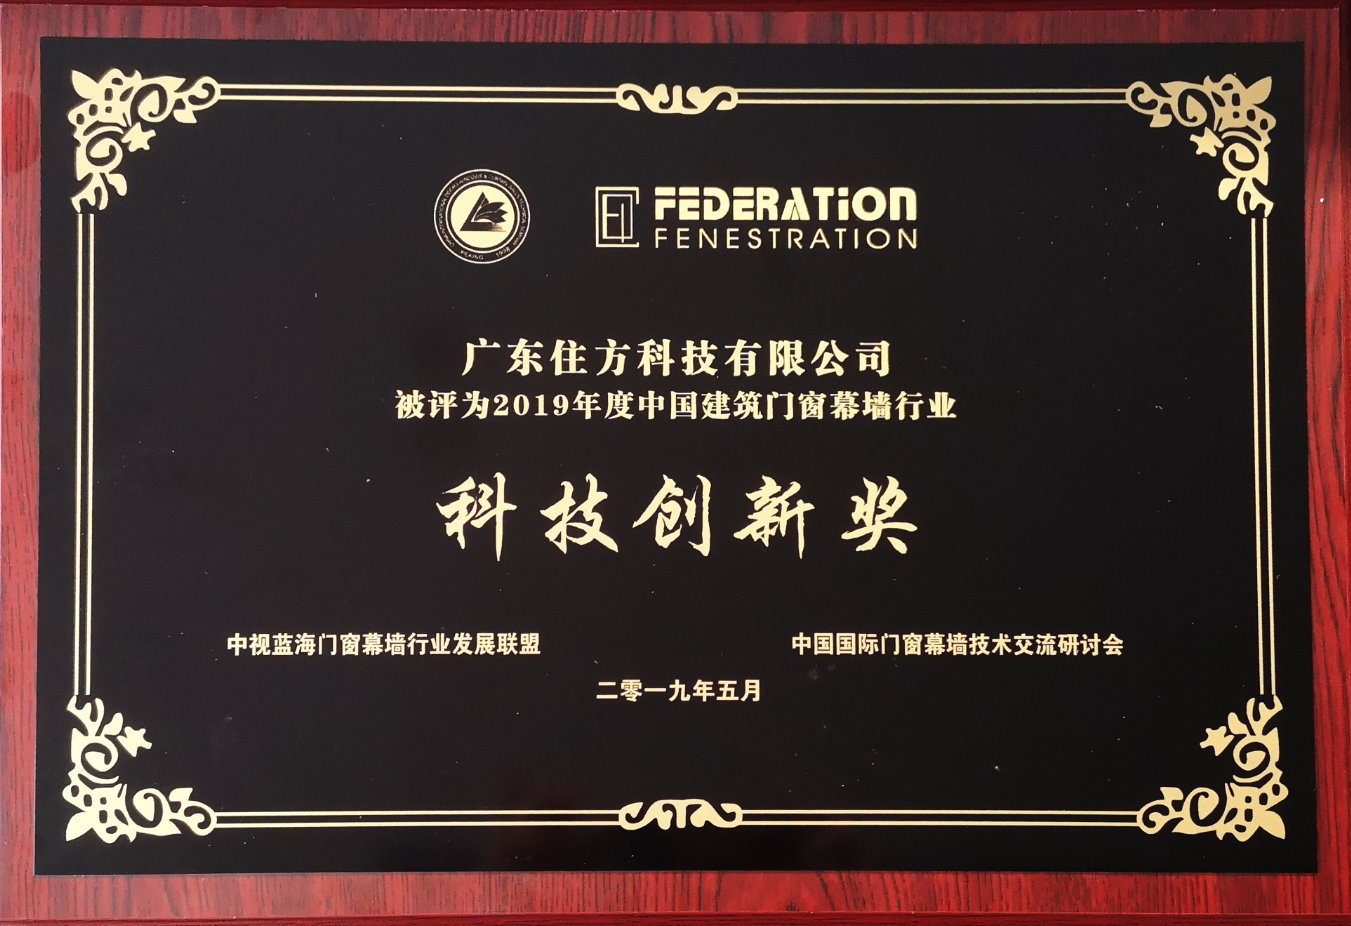 FEDERATION
FENESTRATION
广东住方科技有限公司
被评为2019年度中国建筑门窗幕墙行业
科技创新奖
中视蓝海门窗幕墙行业发展联盟
中国国际门窗幕墙技术交流研讨会
二零一九年五月